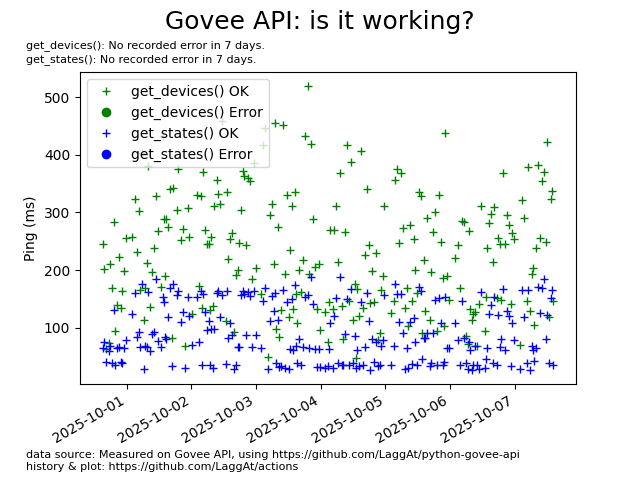 Govee API: is it working?
get_devices(): No recorded error in 7 days.
get_states(): No recorded error in 7 days.
get_devices() OK
get_devices() Error
get_states() OK
get_states() Error
Ping (ms)
500
400
300
200
100
2025-10-01
2025-10-02
2025-10-03
2025-10-04
2025-10-05
2025-10-06
2025-10-07
data source: Measured on Govee API, using https://github.com/LaggAt/python-govee-api
history & plot: https://github.com/LaggAt/actions